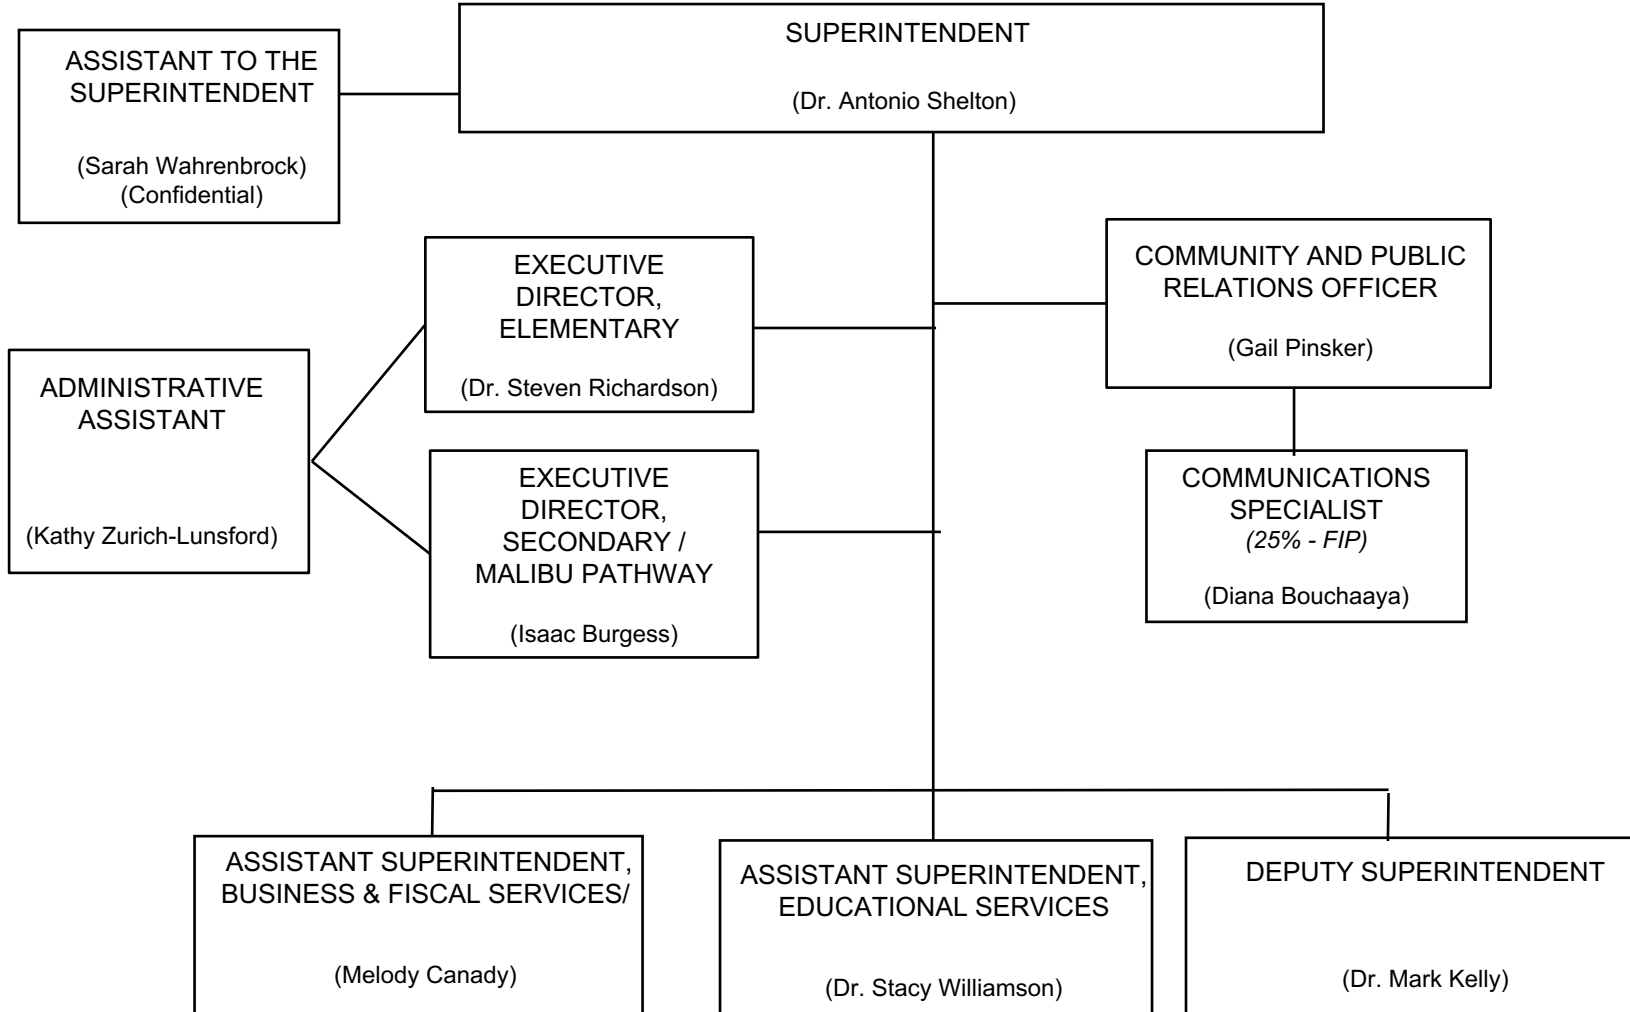 SUPERINTENDENT
(Dr. Antonio Shelton)
ASSISTANT TO THE
SUPERINTENDENT
(Sarah Wahrenbrock)
(Confidential)
EXECUTIVE
DIRECTOR,
ELEMENTARY
(Dr. Steven Richardson)
COMMUNITY AND PUBLIC
RELATIONS OFFICER
(Gail Pinsker)
ADMINISTRATIVE
ASSISTANT
(Kathy Zurich-Lunsford)
EXECUTIVE
DIRECTOR,
SECONDARY /
MALIBU PATHWAY
(Isaac Burgess)
COMMUNICATIONS
SPECIALIST
(25% - FIP)
(Diana Bouchaaya)
ASSISTANT SUPERINTENDENT,
BUSINESS & FISCAL SERVICES/
(Melody Canady)
ASSISTANT SUPERINTENDENT,
EDUCATIONAL SERVICES
(Dr. Stacy Williamson)
DEPUTY SUPERINTENDENT
(Dr. Mark Kelly)